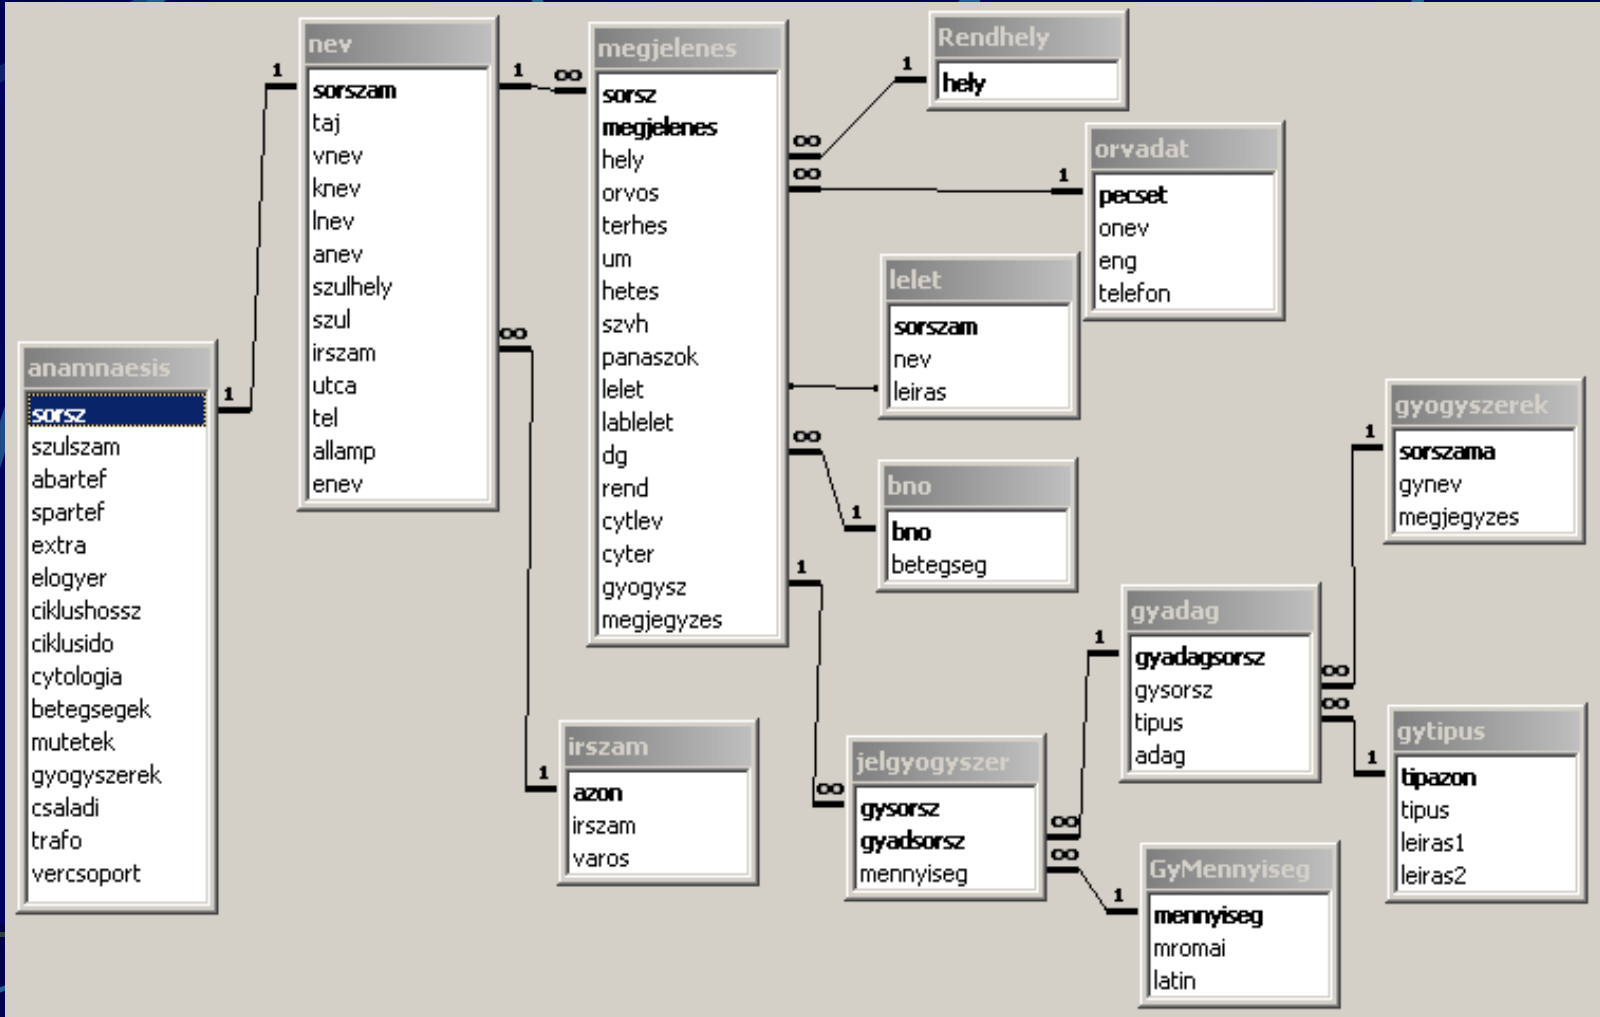 anamnaesis
sorsz
szulszam
abartef
spartef
extra
elogyer
ciklushossz
ciklusido
cytologia
betegsegek
mutetek
gyogyszerek
csaladi
trafo
vercsoport
1
1
nev
sorszam
taj
vnev
knev
lnev
anev
szulhely
szul
irszam
utca
tel
allamp
enev
1
∞
∞
1
megjelenes
sorsz
megjelenes
hely
orvos
terhes
um
hetes
szvh
panaszok
lelet
lablelet
dg
rend
cytlev
cyter
gyogysz
megjegyzes
∞
1
∞
1
∞
1
1
∞
Rendhely
hely
orvadat
pecset
onev
eng
telefon
lelet
sorszam
nev
leiras
bno
bno
betegseg
irszam
azon
irszam
varos
jelgyogyszer
gysorsz
gyadsorsz
mennyiseg
∞
1
∞
1
gyadag
gyadagsorsz
gysorsz
tipus
adag
∞
1
∞
1
gyogyszerek
sorszama
gynev
megjegyzes
gytipus
tipazon
tipus
leiras1
leiras2
GyMennyiseg
mennyiseg
mromai
latin